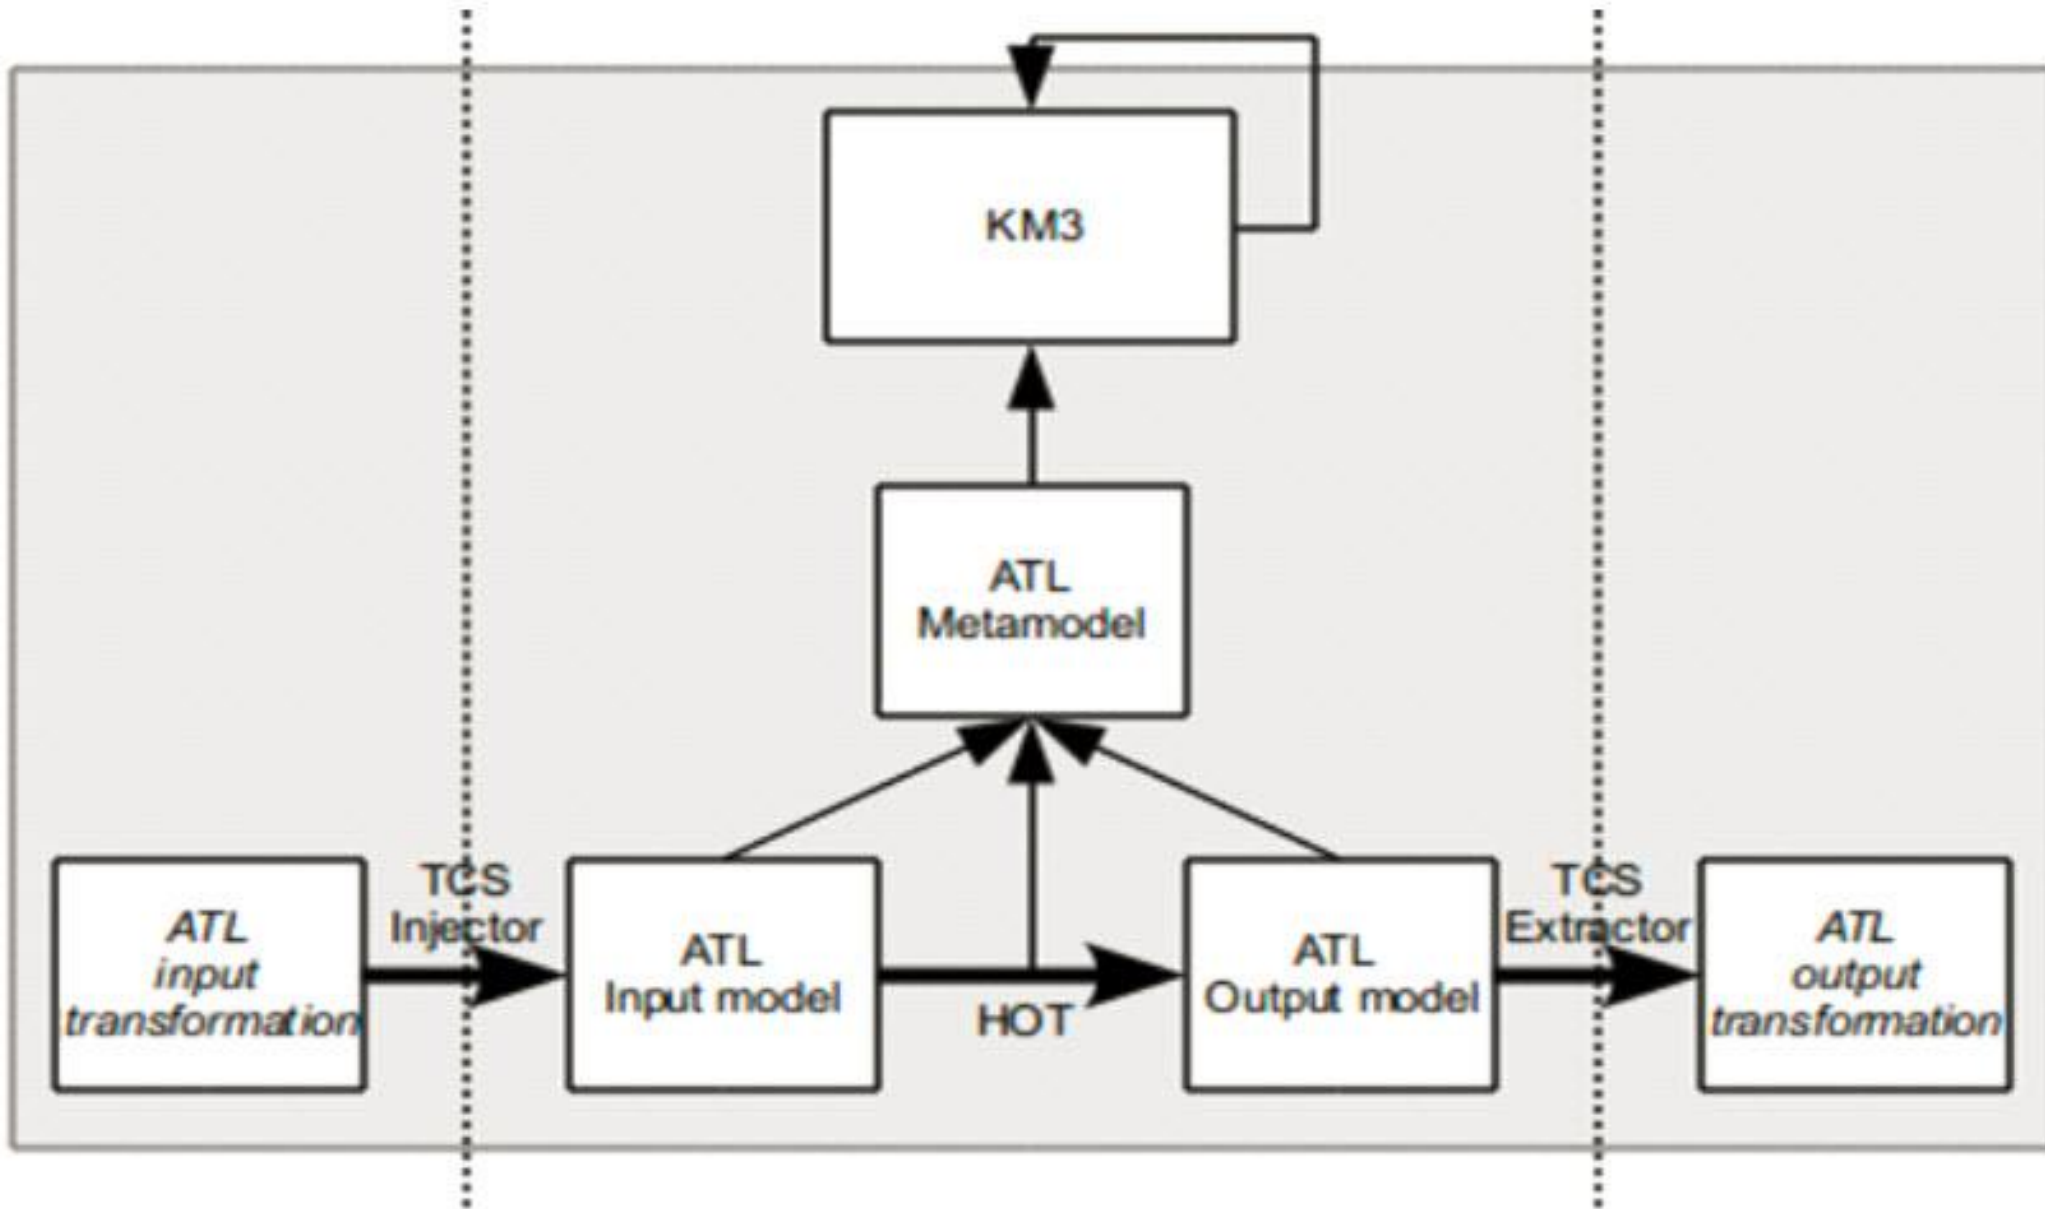 KM3
ATL
Metamodel
TCS
Injector
TCS
Extractor
ATL
input
transformation
ATL
Input model
HOT
ATL
Output model
ATL
output
transformation